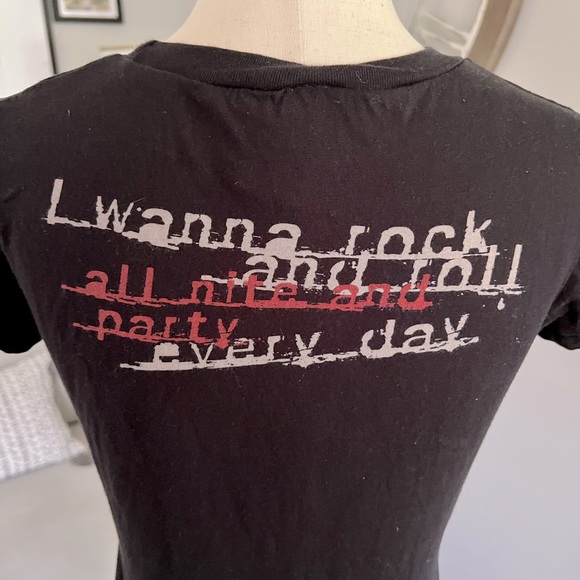 I wanna rock
and roll
all nite and
party
every day